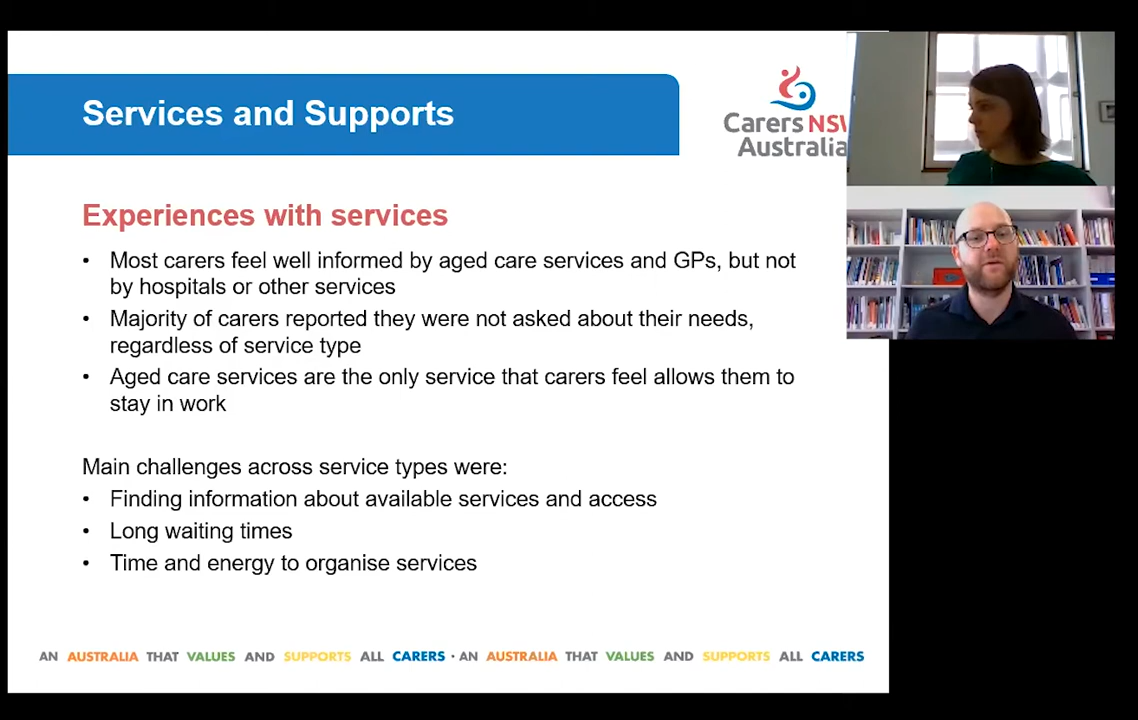 Services and Supports
Carers NSW
Australia
Experiences with services
• Most carers feel well informed by aged care services and GPs, but not
by hospitals or other services
• Majority of carers reported they were not asked about their needs,
regardless of service type
• Aged care services are the only service that carers feel allows them to
stay in work
Main challenges across service types were:
• Finding information about available services and access
• Long waiting times
• Time and energy to organise services
AN AUSTRALIA THAT VALUES AND SUPPORTS ALL CARERS · AN AUSTRALIA THAT VALUES AND SUPPORTS ALL CARERS